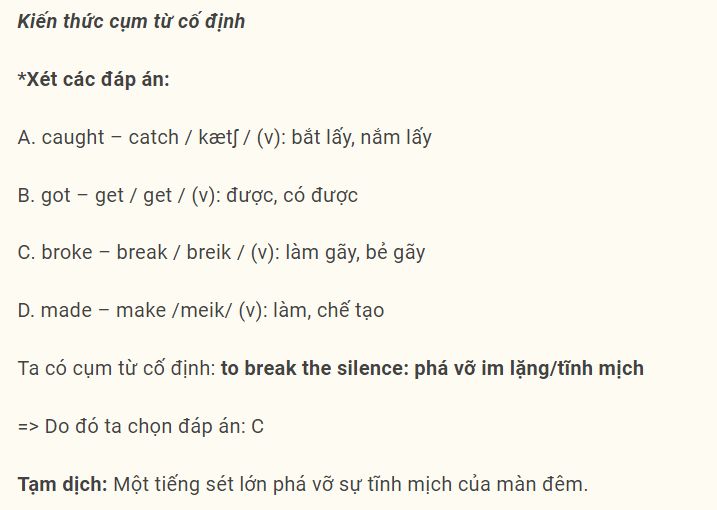 Kiến thức cụm từ cố định
*Xét các đáp án:
A. caught – catch / kætʃ / (v): bắt lấy, nắm lấy
B. got – get / get / (v): được, có được
C. broke – break / breik / (v): làm gãy, bẻ gãy
D. made – make /meik/ (v): làm, chế tạo
Ta có cụm từ cố định: to break the silence: phá vỡ im lặng/tĩnh mịch
=> Do đó ta chọn đáp án: C
Tạm dịch: Một tiếng sét lớn phá vỡ sự tĩnh mịch của màn đêm.